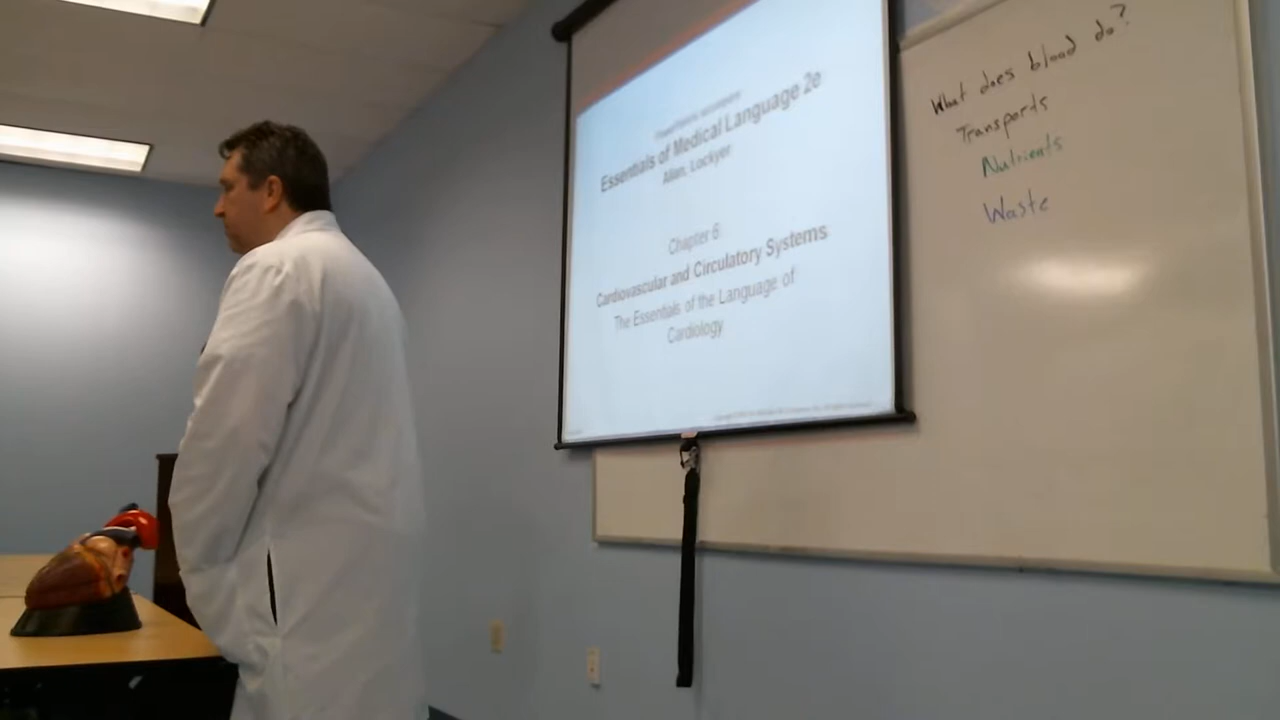 Essentials of Medical Language 2e
Allan, Lockyer
Chapter 6
Cardiovascular and Circulatory Systems
The Essentials of the Language of
Cardiology
What does blood do?
Transports
Nutrients
Waste